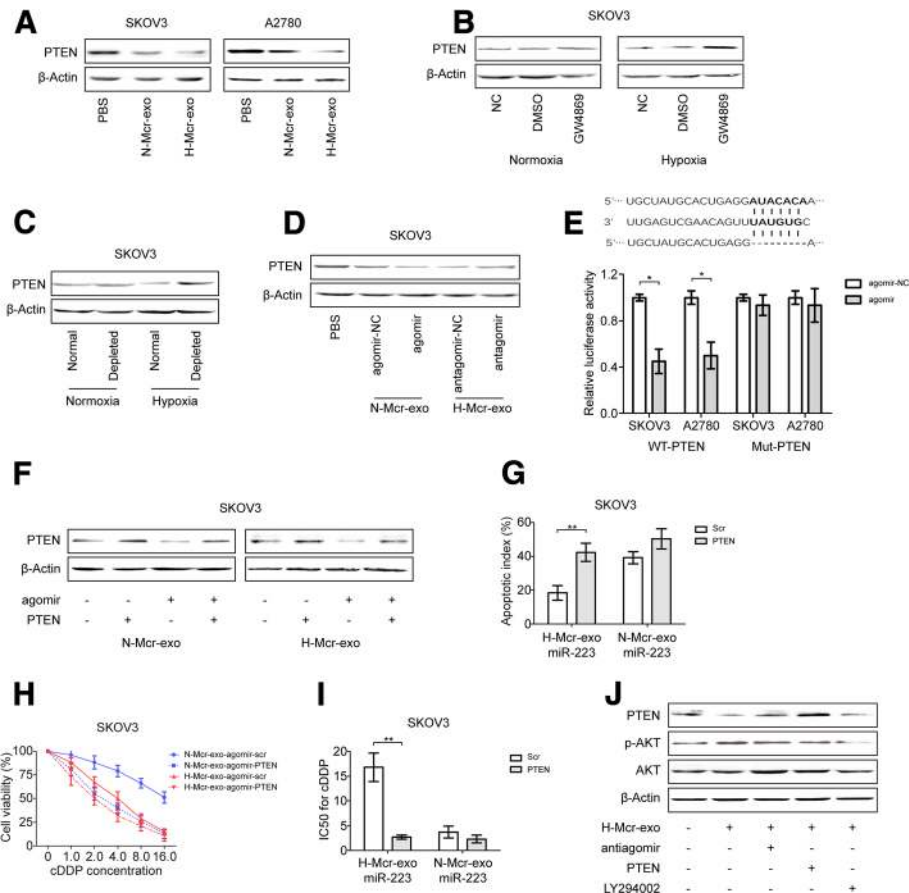 A
SKOV3 A2780
PTEN
β-Actin
PBS N-Mcr-exo H-Mcr-exo PBS N-Mcr-exo H-Mcr-exo
B
SKOV3
PTEN
β-Actin
NC DMSO GW4869 NC DMSO GW4869
Normoxia Hypoxia
C
SKOV3
PTEN
β-Actin
Normal Depleted Normal Depleted
Normoxia Hypoxia
D
SKOV3
PTEN
β-Actin
PBS agomir-NC agomir antagomir-NC antagomir
N-Mcr-exo H-Mcr-exo
E
5'··· UGCUAUGCACUGAGGAUACACAA···
3' UUGAGUCGAACAGUUUAUGUGC
5'··· UGCUAUGCACUGAGG--------A···
Relative luciferase activity
1.2
0.8
0.4
0.0
* *
agomir-NC
agomir
SKOV3 A2780 SKOV3 A2780
WT-PTEN Mut-PTEN
F
SKOV3
PTEN
β-Actin
agomir - - + + - - + +
PTEN - + - + - + - +
N-Mcr-exo H-Mcr-exo
G
SKOV3
Apoptotic index (%)
60
40
20
0
**
Scr
PTEN
H-Mcr-exo N-Mcr-exo
miR-223 miR-223
H
SKOV3
Cell viability (%)
100
75
50
25
0
0 1.0 2.0 4.0 8.0 16.0
cDDP concentration
N-Mcr-exo-agomir-scr
N-Mcr-exo-agomir-PTEN
H-Mcr-exo-agomir-scr
H-Mcr-exo-agomir-PTEN
I
SKOV3
IC50 for cDDP
20
15
10
5
0
**
Scr
PTEN
H-Mcr-exo N-Mcr-exo
miR-223 miR-223
J
PTEN
p-AKT
AKT
β-Actin
H-Mcr-exo - + + + +
antiagomir - - + - -
PTEN - - - + -
LY294002 - - - - +